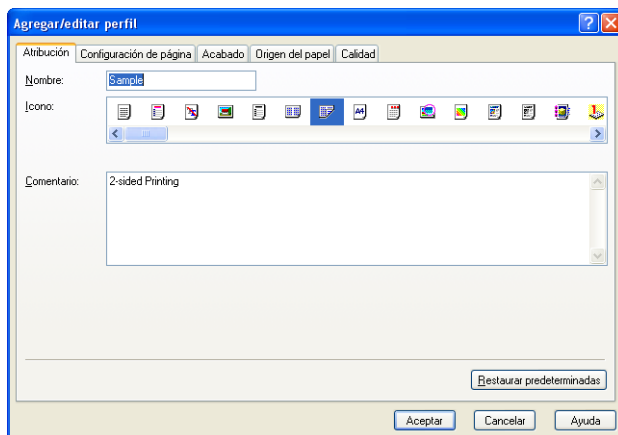 Agregar/editar perfil
Atribución Configuración de página Acabado Origen del papel Calidad
Nombre: Sample
Icono:
A4
Comentario: 2-sided Printing
Restaurar predeterminadas
Aceptar Cancelar Ayuda